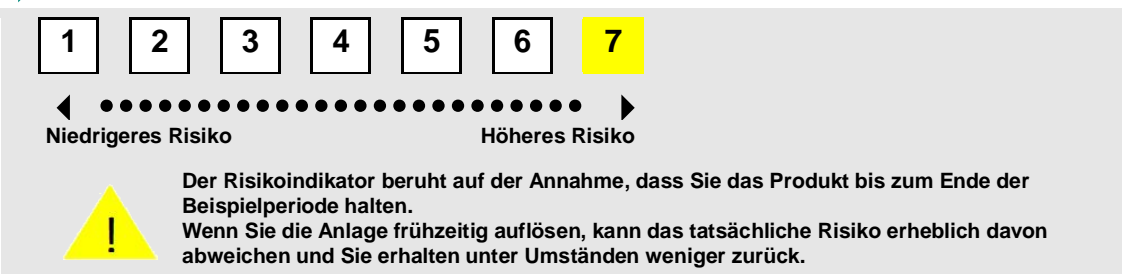 1 2 3 4 5 6 7
Niedrigeres Risiko Höheres Risiko
Der Risikoindikator beruht auf der Annahme, dass Sie das Produkt bis zum Ende der
Beispielperiode halten.
Wenn Sie die Anlage frühzeitig auflösen, kann das tatsächliche Risiko erheblich davon
abweichen und Sie erhalten unter Umständen weniger zurück.
!